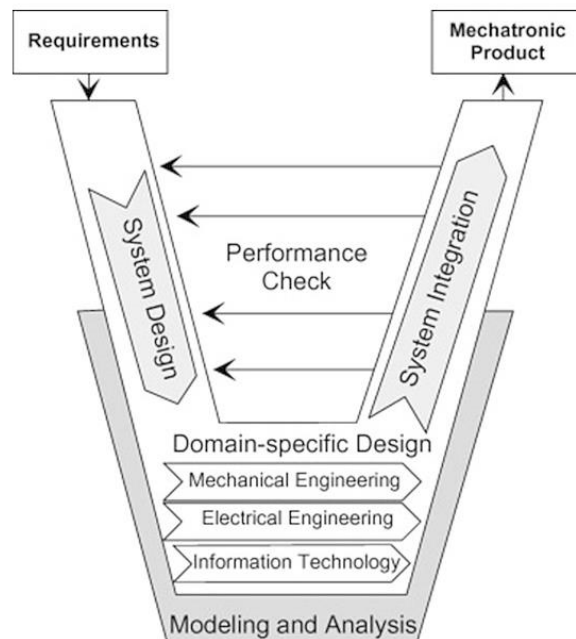 Requirements
Mechatronic
Product
System Design
Performance
Check
System Integration
Domain-specific Design
Mechanical Engineering
Electrical Engineering
Information Technology
Modeling and Analysis